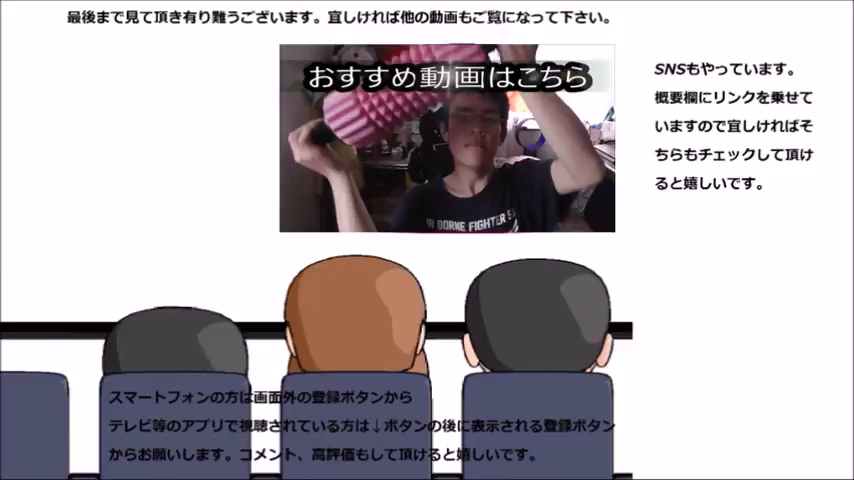 最後まで見て頂き有り難うございます。宜しければ他の動画もご覧になって下さい。
おすすめ動画はこちら
SNSもやっています。
概要欄にリンクを乗せて
いますので宜しければそ
ちらもチェックして頂け
ると嬉しいです。
BORNE FIGHTER
スマートフォンの方は画面外の登録ボタンから
テレビ等のアプリで視聴されている方は↓ボタンの後に表示される登録ボタン
からお願いします。コメント、高評価もして頂けると嬉しいです。